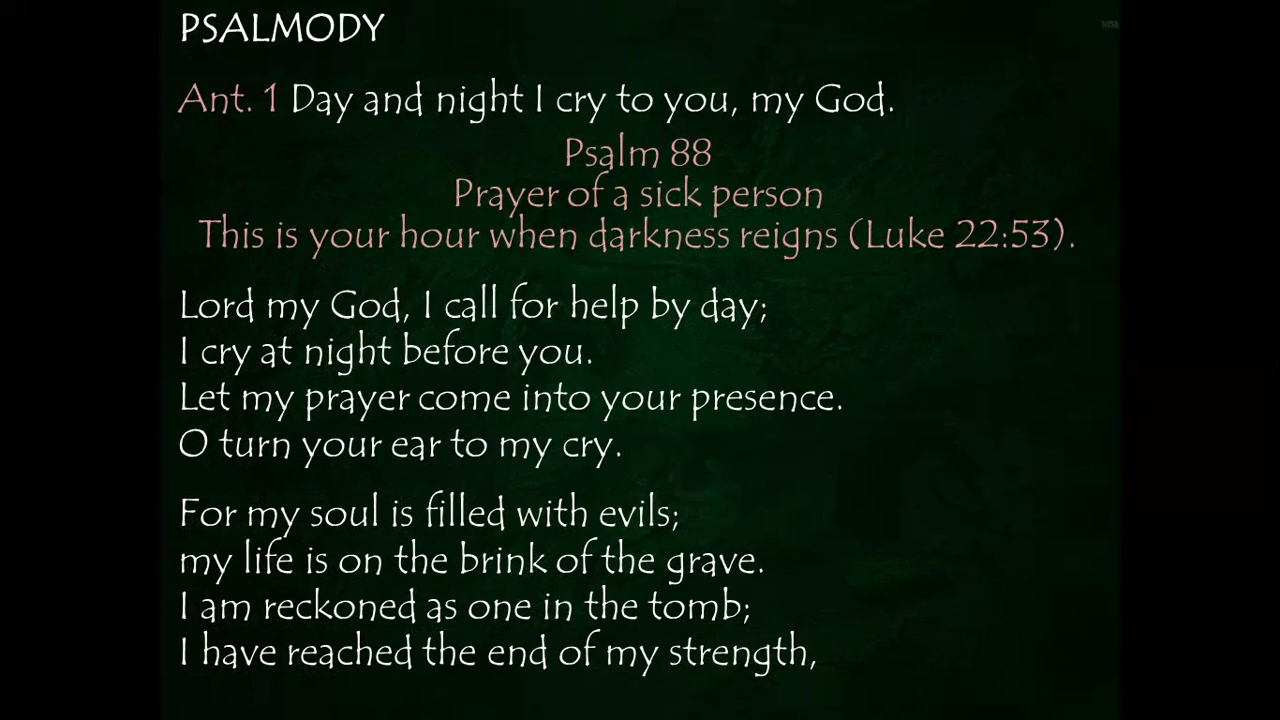 PSALMODY
Ant. 1 Day and night I cry to you, my God.
Psalm 88
Prayer of a sick person
This is your hour when darkness reigns (Luke 22:53).
Lord my God, I call for help by day;
I cry at night before you.
Let my prayer come into your presence.
O turn your ear to my cry.
For my soul is filled with evils;
my life is on the brink of the grave.
I am reckoned as one in the tomb;
I have reached the end of my strength,